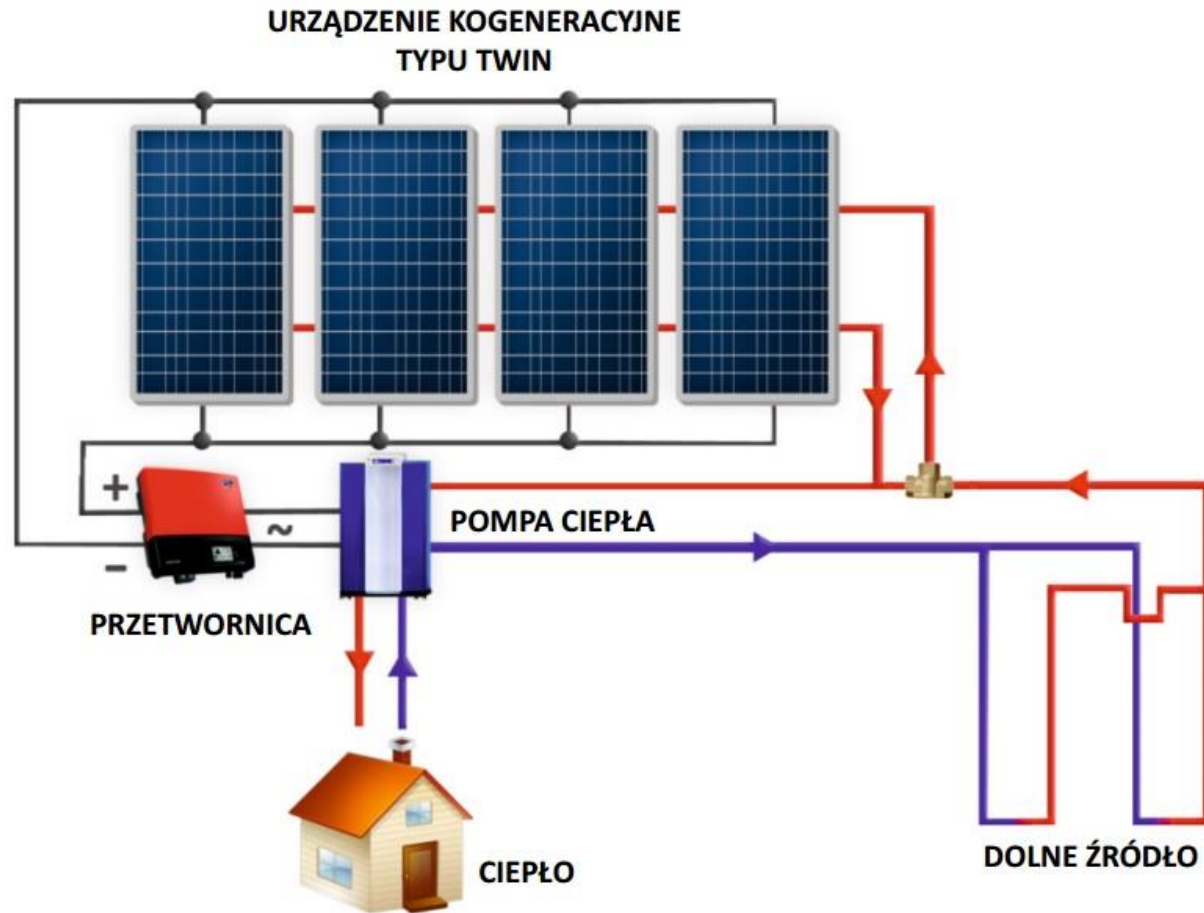 URZĄDZENIE KOGENERACYJNE
TYPU TWIN
+
~
−
POMPA CIEPŁA
PRZETWORNICA
CIEPŁO
DOLNE ŹRÓDŁO